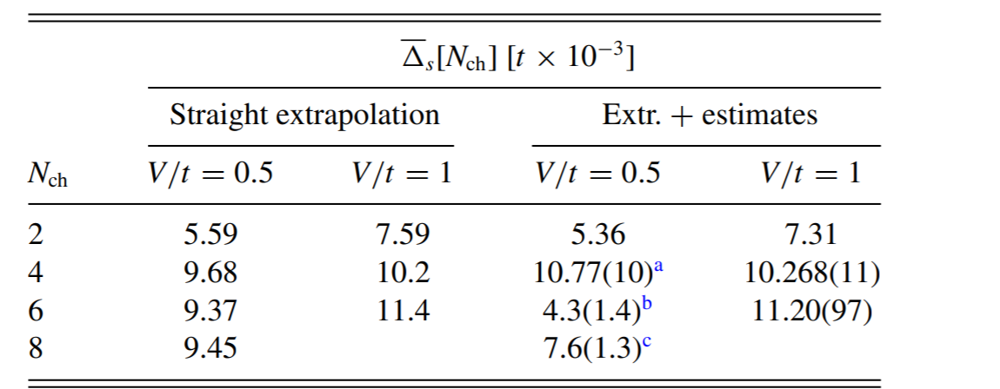 Δ̅ₛ[N_ch] [t × 10⁻³]
Straight extrapolation Extr. + estimates
N_ch V/t = 0.5 V/t = 1 V/t = 0.5 V/t = 1
2 5.59 7.59 5.36 7.31
4 9.68 10.2 10.77(10)ᵃ 10.268(11)
6 9.37 11.4 4.3(1.4)ᵇ 11.20(97)
8 9.45 7.6(1.3)ᶜ